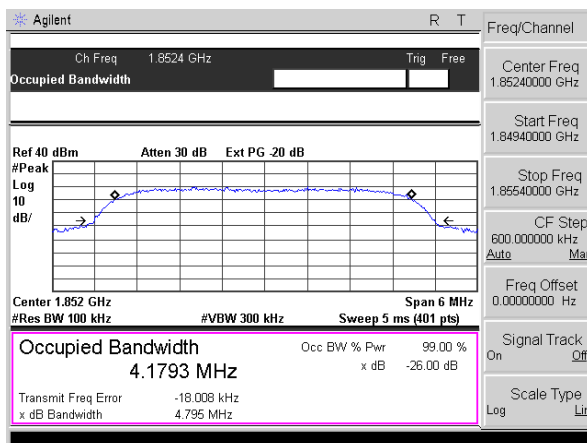 Agilent
R T
Ch Freq 1.8524 GHz
Trig Free
Occupied Bandwidth
Ref 40 dBm Atten 30 dB Ext PG -20 dB
#Peak
Log
10
dB/
Center 1.852 GHz
Span 6 MHz
#Res BW 100 kHz #VBW 300 kHz Sweep 5 ms (401 pts)
Occupied Bandwidth
4.1793 MHz
Occ BW % Pwr 99.00 %
x dB -26.00 dB
Transmit Freq Error -18.008 kHz
x dB Bandwidth 4.795 MHz
Freq/Channel
Center Freq
1.85240000 GHz
Start Freq
1.84940000 GHz
Stop Freq
1.85540000 GHz
CF Step
600.000000 kHz
Auto Ma
Freq Offset
0.00000000 Hz
Signal Track
On Off
Scale Type
Log Lin